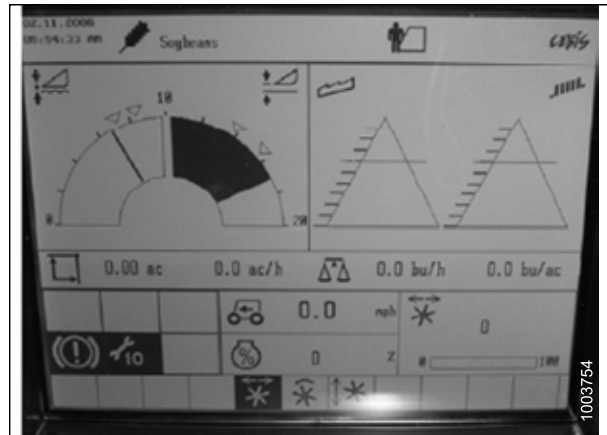 02.11.2006
05:54:33 AM
Soybeans
CEBIS
10
0
20
0.00 ac
0.0 ac/h
0.0 bu/h
0.0 bu/ac
0.0 mph
0
10
%
0 %
0
100
1003754